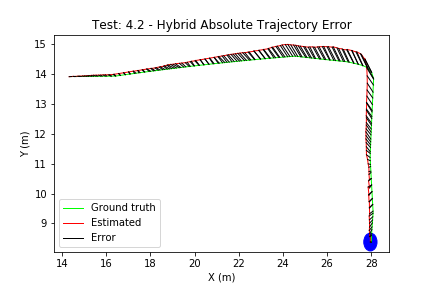 Test: 4.2 - Hybrid Absolute Trajectory Error
Y (m)
15
14
13
12
11
10
9
Ground truth
Estimated
Error
14 16 18 20 22 24 26 28
X (m)